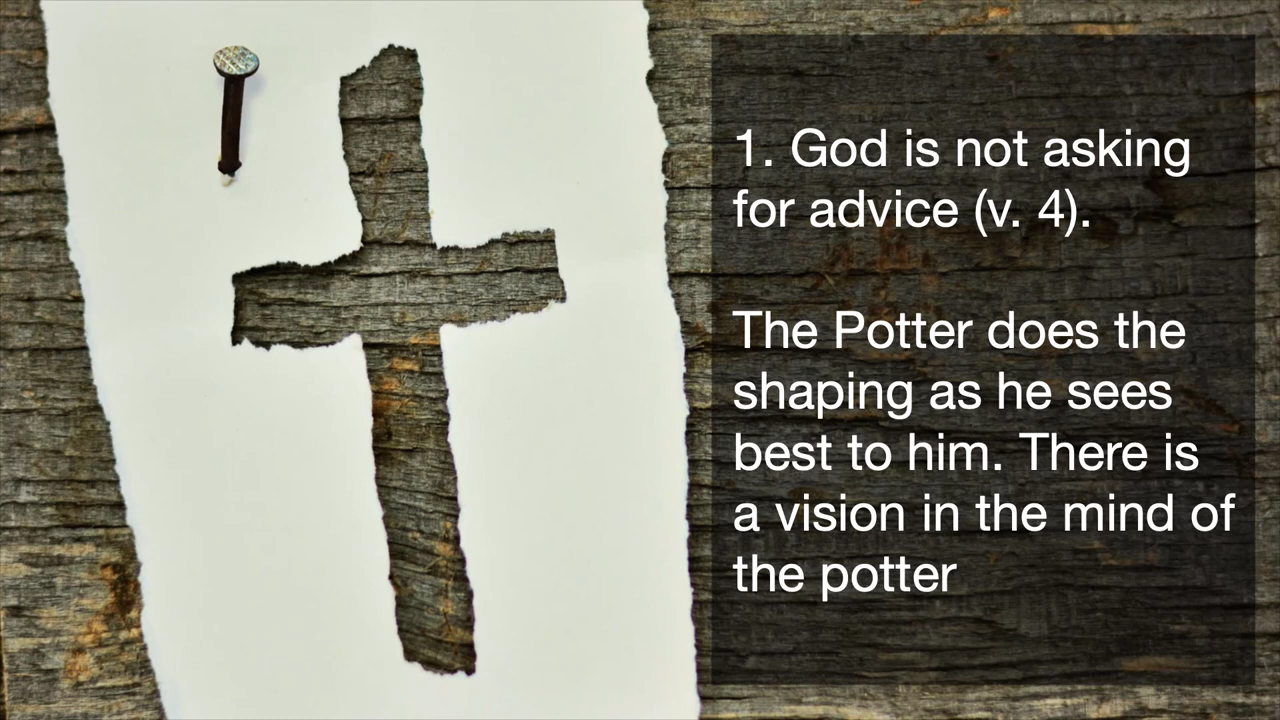 1. God is not asking
for advice (v. 4).
The Potter does the
shaping as he sees
best to him. There is
a vision in the mind of
the potter